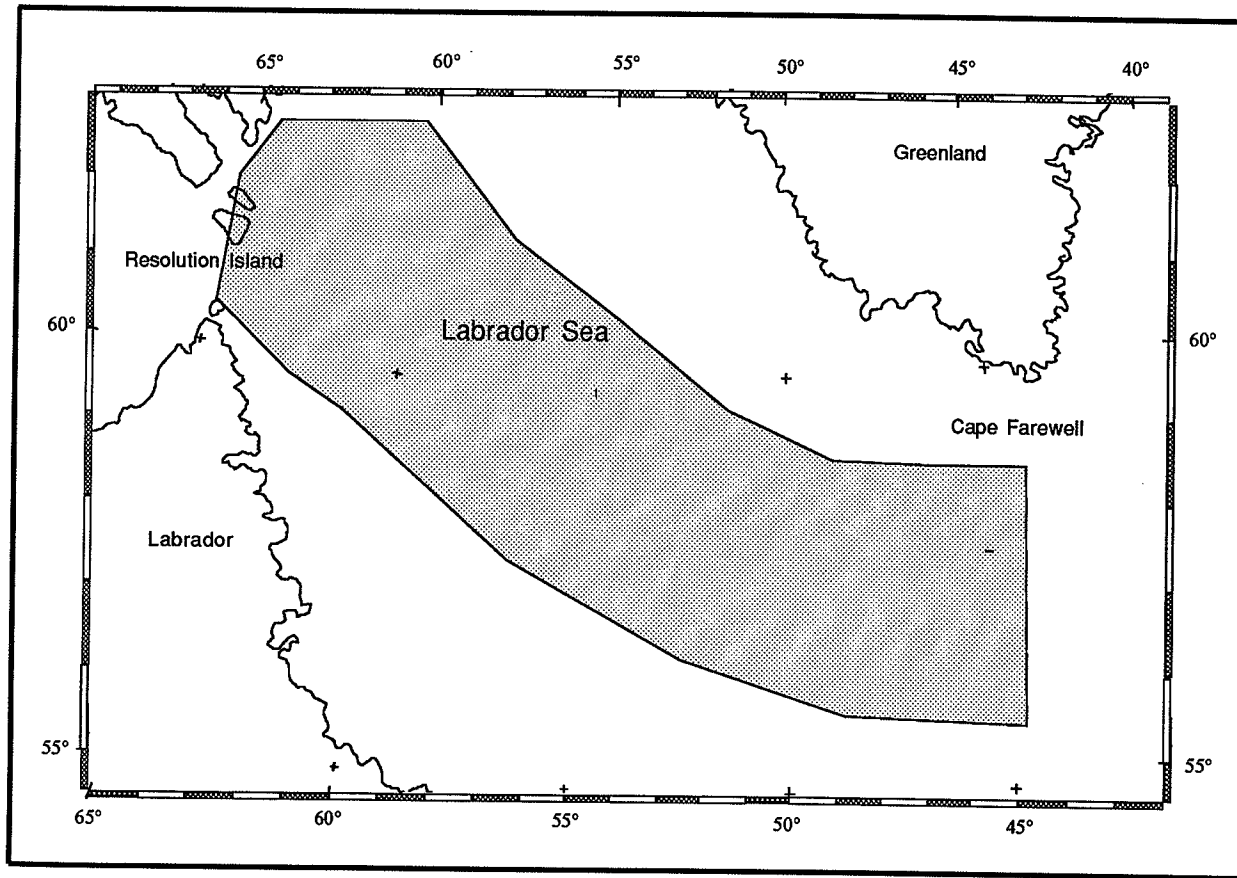 65° 60° 55° 50° 45° 40°
Greenland
Resolution Island
60° Labrador Sea 60°
Cape Farewell
Labrador
55° 55°
65° 60° 55° 50° 45°